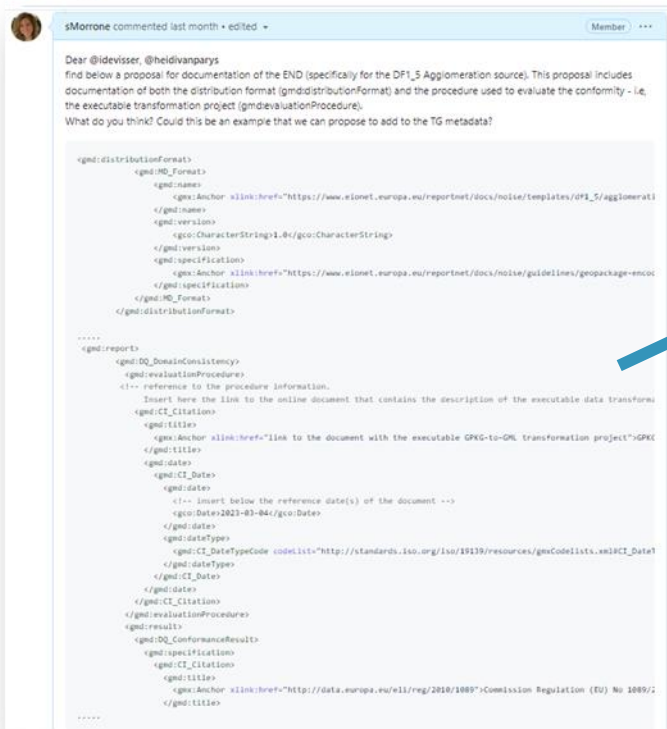 sMorrone commented last month • edited
Member
Dear @idevisser, @heidivanparys
find below a proposal for documentation of the END (specifically for the DF1_5 Agglomeration source). This proposal includes
documentation of both the distribution format (gmd:distributionFormat) and the procedure used to evaluate the conformity - i.e,
the executable transformation project (gmd:evaluationProcedure).
What do you think? Could this be an example that we can propose to add to the TG metadata?
<gmd:distributionFormat>
<gmd:MD_Format>
<gmd:name>
<gmx:Anchor xlink:href="https://www.eionet.europa.eu/reportnet/docs/noise/templates/df1_5/agglomerati
</gmd:name>
<gmd:version>
<gco:CharacterString>1.0</gco:CharacterString>
</gmd:version>
<gmd:specification>
<gmx:Anchor xlink:href="https://www.eionet.europa.eu/reportnet/docs/noise/guidelines/geopackage-encod
</gmd:specification>
</gmd:MD_Format>
</gmd:distributionFormat>
.....
<gmd:report>
<gmd:DQ_DomainConsistency>
<gmd:evaluationProcedure>
<!-- reference to the procedure information.
Insert here the link to the online document that contains the description of the executable data transforma
<gmd:CI_Citation>
<gmd:title>
<gmx:Anchor xlink:href="link to the document with the executable GPKG-to-GML transformation project">GPKG
</gmd:title>
<gmd:date>
<gmd:CI_Date>
<gmd:date>
<!-- insert below the reference date(s) of the document -->
<gco:Date>2023-03-04</gco:Date>
</gmd:date>
<gmd:dateType>
<gmd:CI_DateTypeCode codeList="http://standards.iso.org/iso/19139/resources/gmxCodelists.xml#CI_DateT
</gmd:dateType>
</gmd:CI_Date>
</gmd:date>
</gmd:CI_Citation>
</gmd:evaluationProcedure>
<gmd:result>
<gmd:DQ_ConformanceResult>
<gmd:specification>
<gmd:CI_Citation>
<gmd:title>
<gmx:Anchor xlink:href="http://data.europa.eu/eli/reg/2010/1089">Commission Regulation (EU) No 1089/2
</gmd:title>
.....